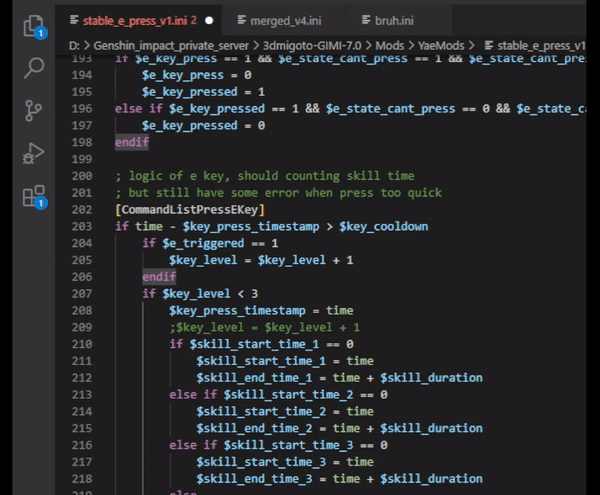 stable_e_press_v1.ini 2
merged_v4.ini
bruh.ini
D: > Genshin_impact_private_server > 3dmigoto-GIMI-7.0 > Mods > YaeMods > stable_e_press_v1
193 if $e_key_press == 1 && $e_state_cant_press == 1 && $e_state_cant_pres
194 $e_key_press = 0
195 $e_key_pressed = 1
196 else if $e_key_pressed == 1 && $e_state_cant_press == 0 && $e_state_c
197 $e_key_pressed = 0
198 endif
199
200 ; logic of e key, should counting skill time
201 ; but still have some error when press too quick
202 [CommandListPressEKey]
203 if time - $key_press_timestamp > $key_cooldown
204 if $e_triggered == 1
205 $key_level = $key_level + 1
206 endif
207 if $key_level < 3
208 $key_press_timestamp = time
209 ;$key_level = $key_level + 1
210 if $skill_start_time_1 == 0
211 $skill_start_time_1 = time
212 $skill_end_time_1 = time + $skill_duration
213 else if $skill_start_time_2 == 0
214 $skill_start_time_2 = time
215 $skill_end_time_2 = time + $skill_duration
216 else if $skill_start_time_3 == 0
217 $skill_start_time_3 = time
218 $skill_end_time_3 = time + $skill_duration
219 else
1
1